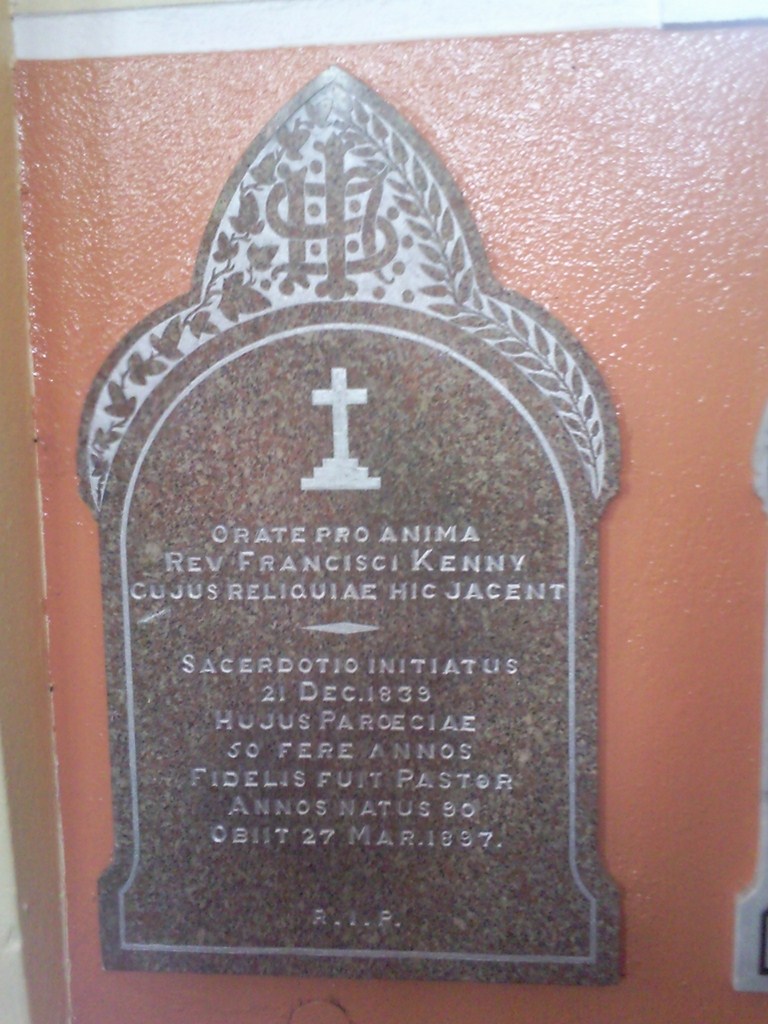 IHS
ORATE PRO ANIMA
REV FRANCISCI KENNY
CUJUS RELIQUIAE HIC JACENT
SACERDOTIO INITIATUS
21 DEC. 1839
HUJUS PAROECIAE
50 FERE ANNOS
FIDELIS FUIT PASTOR
ANNOS NATUS 80
OBIIT 27 MAR. 1897.
R.I.P.